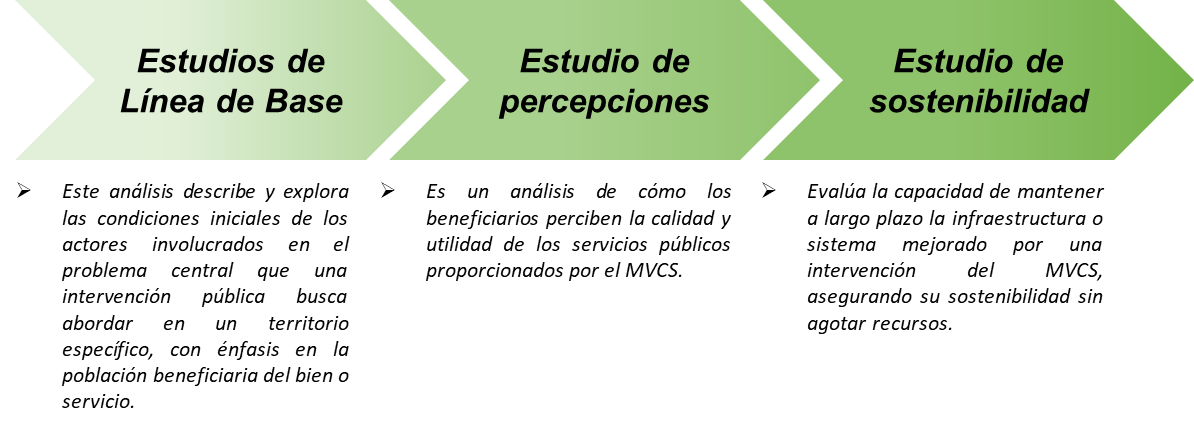 Estudios de
Línea de Base
Estudio de
percepciones
Estudio de
sostenibilidad
Este análisis describe y explora
las condiciones iniciales de los
actores involucrados en el
problema central que una
intervención pública busca
abordar en un territorio
específico, con énfasis en la
población beneficiaria del bien o
servicio.
Es un análisis de cómo los
beneficiarios perciben la calidad y
utilidad de los servicios públicos
proporcionados por el MVCS.
Evalúa la capacidad de mantener
a largo plazo la infraestructura o
sistema mejorado por una
intervención del MVCS,
asegurando su sostenibilidad sin
agotar recursos.